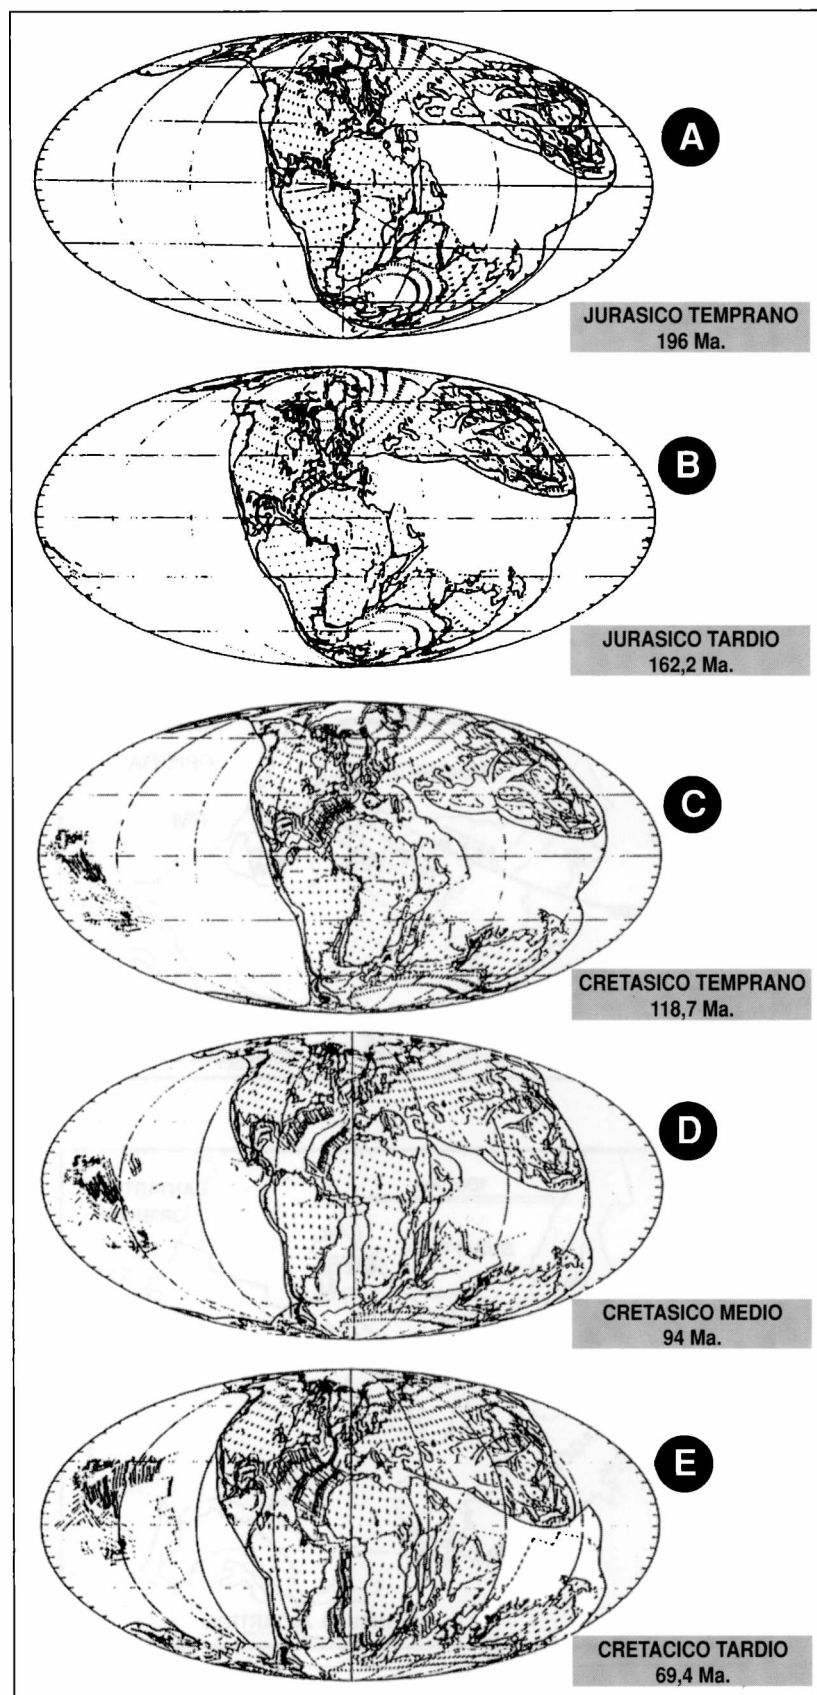 A
JURASICO TEMPRANO
196 Ma.
B
JURASICO TARDIO
162,2 Ma.
C
CRETASICO TEMPRANO
118,7 Ma.
D
CRETASICO MEDIO
94 Ma.
E
CRETACICO TARDIO
69,4 Ma.